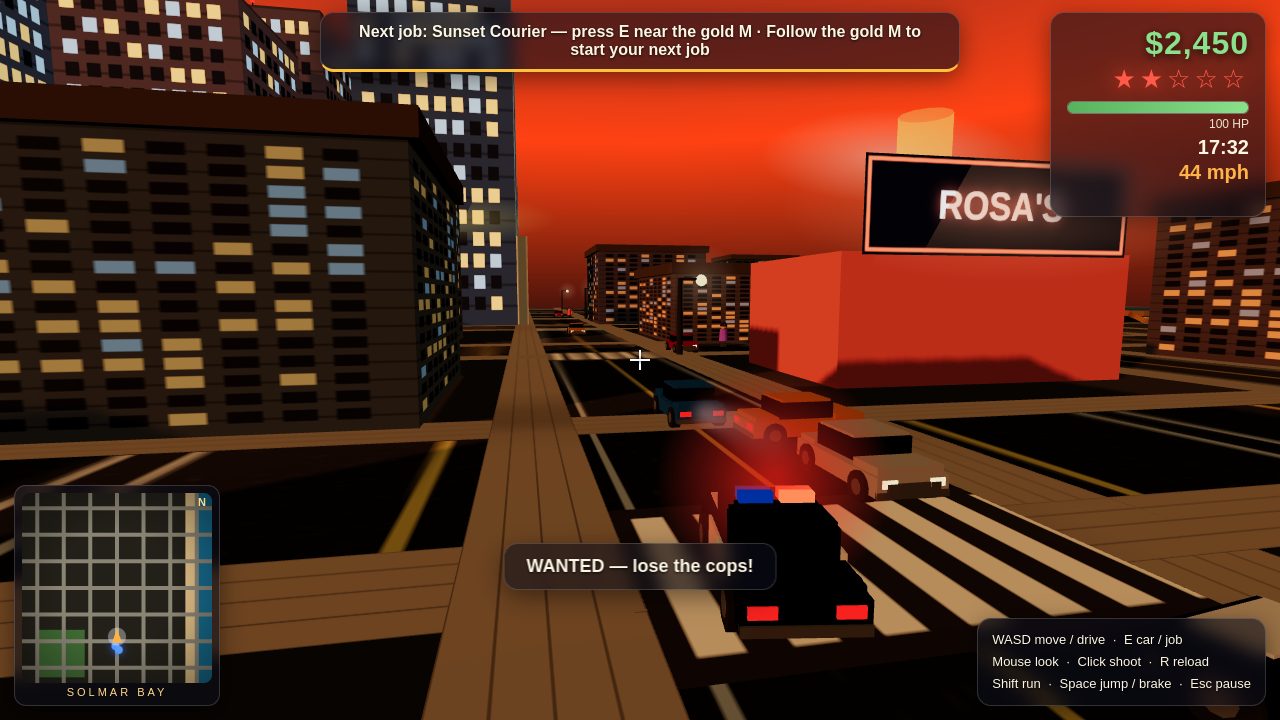 Next job: Sunset Courier — press E near the gold M · Follow the gold M to
start your next job
$2,450
★★☆☆☆
100 HP
17:32
44 mph
ROSA'S
WANTED — lose the cops!
N
SOLMAR BAY
WASD move / drive · E car / job
Mouse look · Click shoot · R reload
Shift run · Space jump / brake · Esc pause